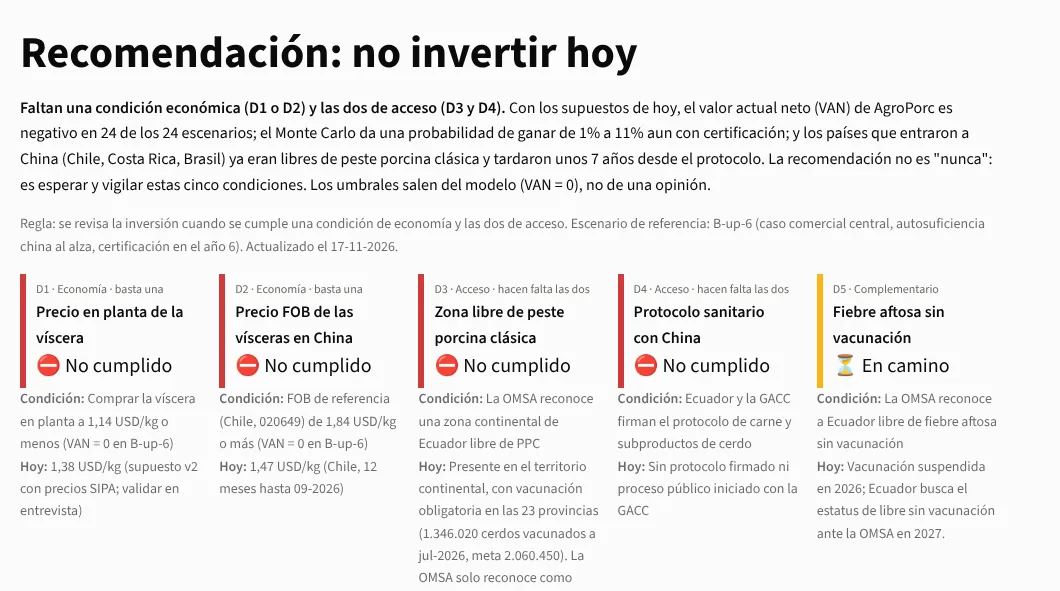 Recomendación: no invertir hoy
Faltan una condición económica (D1 o D2) y las dos de acceso (D3 y D4). Con los supuestos de hoy, el valor actual neto (VAN) de AgroPorc es
negativo en 24 de los 24 escenarios; el Monte Carlo da una probabilidad de ganar de 1% a 11% aun con certificación; y los países que entraron a
China (Chile, Costa Rica, Brasil) ya eran libres de peste porcina clásica y tardaron unos 7 años desde el protocolo. La recomendación no es "nunca":
es esperar y vigilar estas cinco condiciones. Los umbrales salen del modelo (VAN = 0), no de una opinión.
Regla: se revisa la inversión cuando se cumple una condición de economía y las dos de acceso. Escenario de referencia: B-up-6 (caso comercial central, autosuficiencia
china al alza, certificación en el año 6). Actualizado el 17-11-2026.
D1 · Economía · basta una
Precio en planta de la
víscera
⛔ No cumplido
Condición: Comprar la víscera
en planta a 1,14 USD/kg o
menos (VAN = 0 en B-up-6)
Hoy: 1,38 USD/kg (supuesto v2
con precios SIPA; validar en
entrevista)
D2 · Economía · basta una
Precio FOB de las
vísceras en China
⛔ No cumplido
Condición: FOB de referencia
(Chile, 020649) de 1,84 USD/kg
o más (VAN = 0 en B-up-6)
Hoy: 1,47 USD/kg (Chile, 12
meses hasta 09-2026)
D3 · Acceso · hacen falta las dos
Zona libre de peste
porcina clásica
⛔ No cumplido
Condición: La OMSA reconoce
una zona continental de
Ecuador libre de PPC
Hoy: Presente en el territorio
continental, con vacunación
obligatoria en las 23 provincias
(1.346.020 cerdos vacunados a
jul-2026, meta 2.060.450). La
OMSA solo reconoce como
D4 · Acceso · hacen falta las dos
Protocolo sanitario
con China
⛔ No cumplido
Condición: Ecuador y la GACC
firman el protocolo de carne y
subproductos de cerdo
Hoy: Sin protocolo firmado ni
proceso público iniciado con la
GACC
D5 · Complementario
Fiebre aftosa sin
vacunación
⏳ En camino
Condición: La OMSA reconoce
a Ecuador libre de fiebre aftosa
sin vacunación
Hoy: Vacunación suspendida
en 2026; Ecuador busca el
estatus de libre sin vacunación
ante la OMSA en 2027.